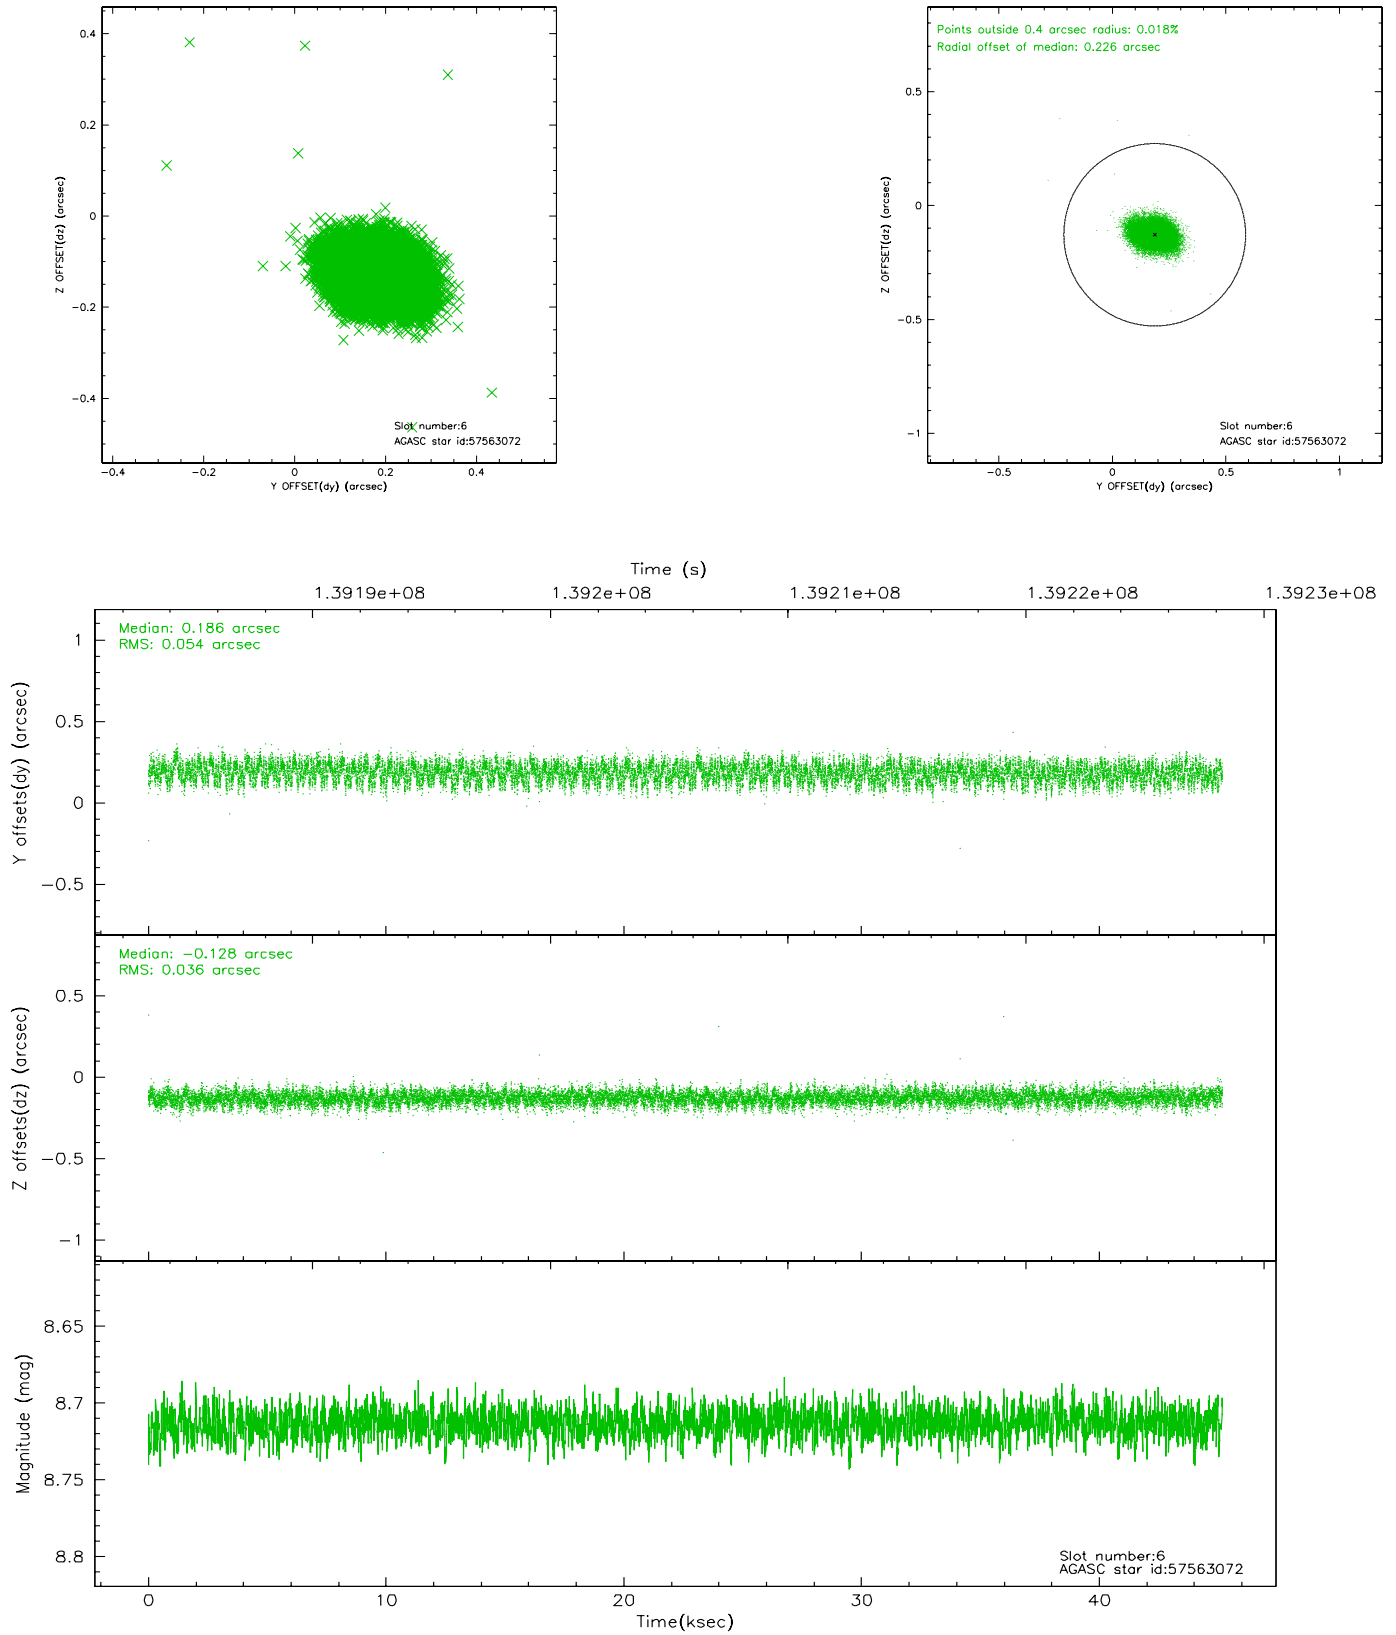 0.4
0.2
0
−0.2
−0.4
Z OFFSET(dz) (arcsec)
−0.4
−0.2
0
0.2
0.4
Y OFFSET(dy) (arcsec)
Slot number:6
AGASC star id:57563072
Points outside 0.4 arcsec radius: 0.018%
Radial offset of median: 0.226 arcsec
0.5
0
−0.5
−1
Z OFFSET(dz) (arcsec)
−0.5
0
0.5
1
Y OFFSET(dy) (arcsec)
Slot number:6
AGASC star id:57563072
Time (s)
1.3919e+08
1.392e+08
1.3921e+08
1.3922e+08
1.3923e+08
Median: 0.186 arcsec
RMS: 0.054 arcsec
1
0.5
0
−0.5
Y offsets(dy) (arcsec)
Median: −0.128 arcsec
RMS: 0.036 arcsec
0.5
0
−0.5
−1
Z offsets(dz) (arcsec)
8.65
8.7
8.75
8.8
Magnitude (mag)
Slot number:6
AGASC star id:57563072
0
10
20
30
40
Time(ksec)